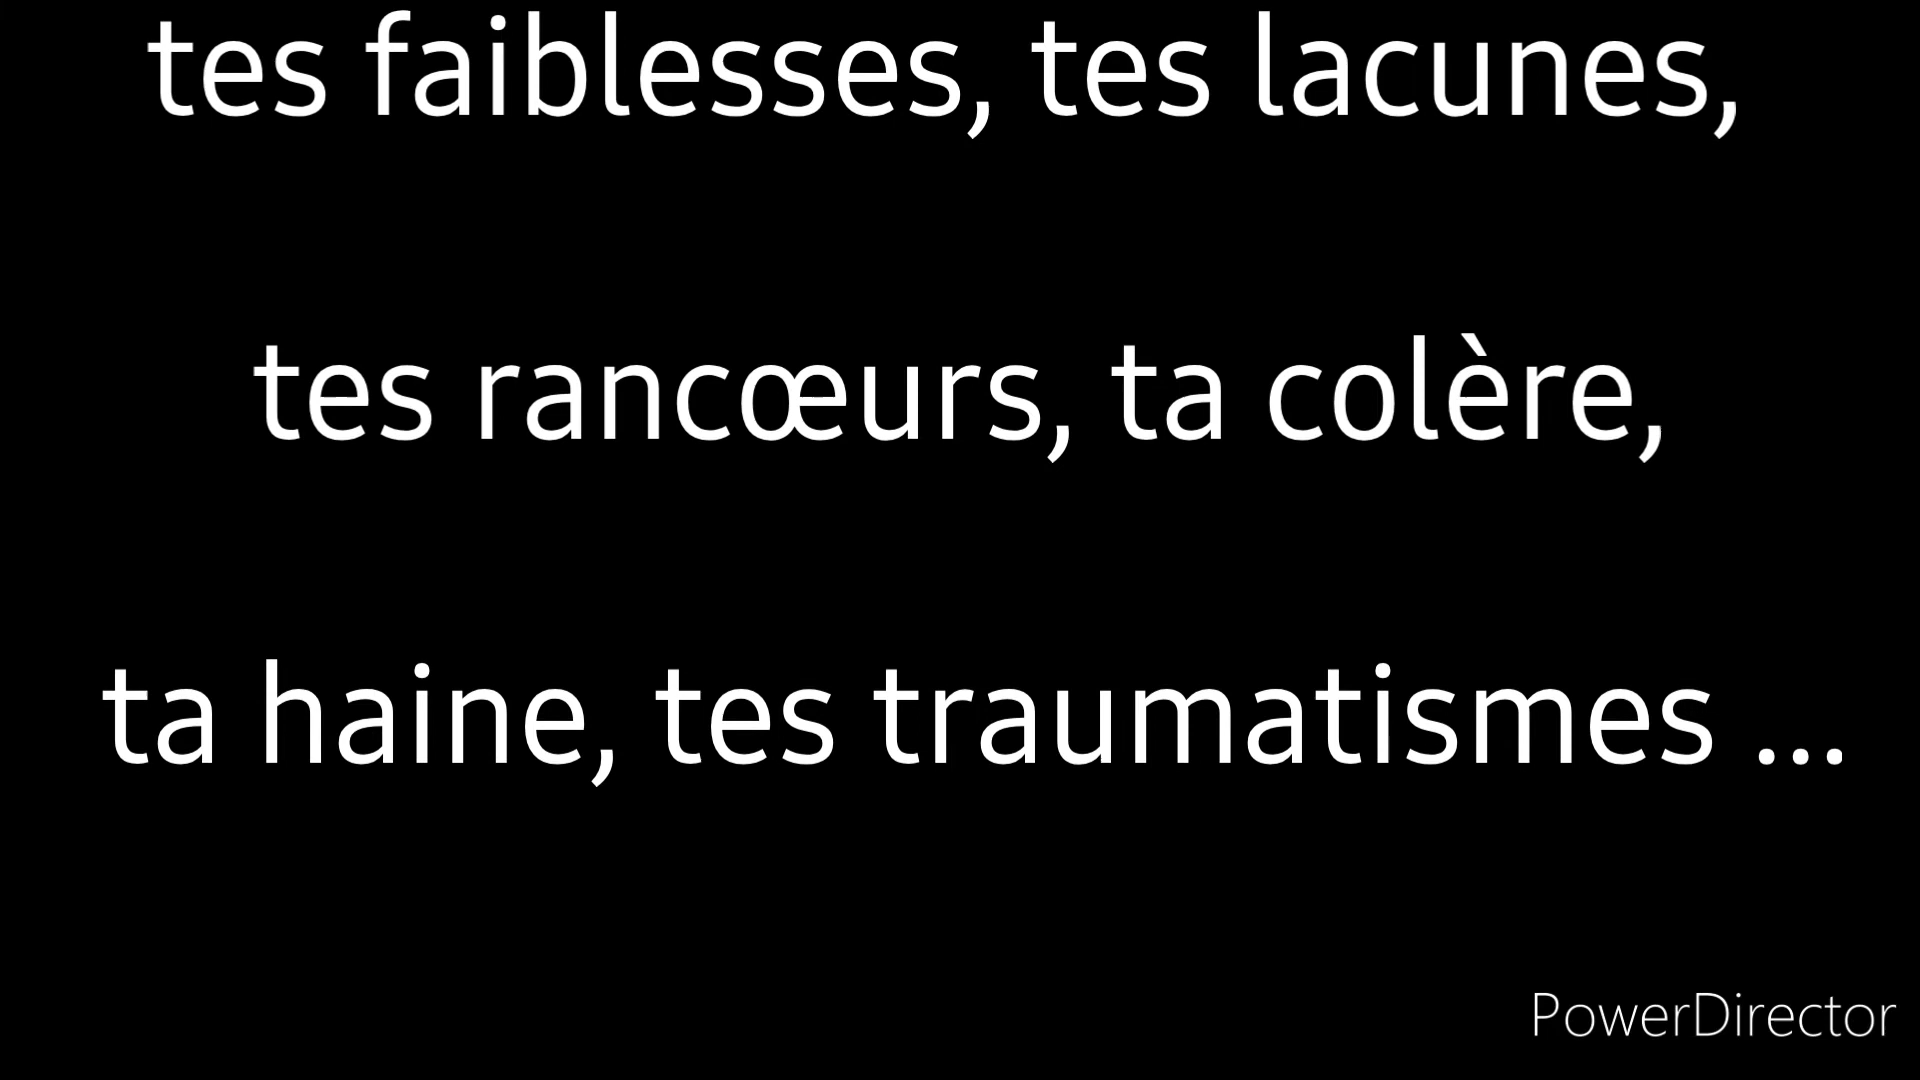 tes faiblesses, tes lacunes,
tes rancœurs, ta colère,
ta haine, tes traumatismes ...
PowerDirector